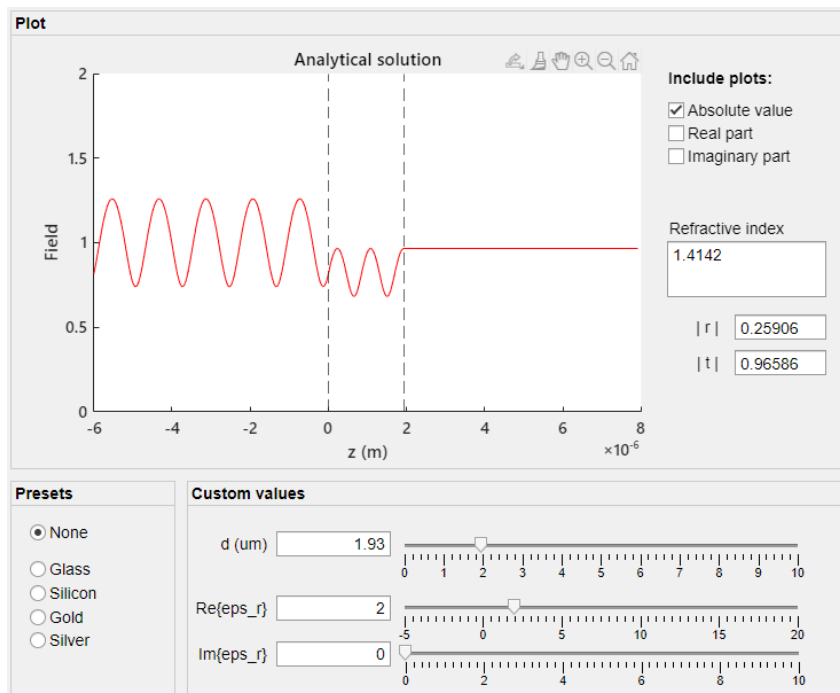 Plot
Analytical solution
2
1.5
1
0.5
0
Field
-6
-4
-2
0
2
4
6
8
z (m)
×10⁻⁶
Include plots:
Absolute value
Real part
Imaginary part
Refractive index
1.4142
| r | 0.25906
| t | 0.96586
Presets
None
Glass
Silicon
Gold
Silver
Custom values
d (um) 1.93
0 1 2 3 4 5 6 7 8 9 10
Re{eps_r} 2
-5 0 5 10 15 20
Im{eps_r} 0
0 2 4 6 8 10